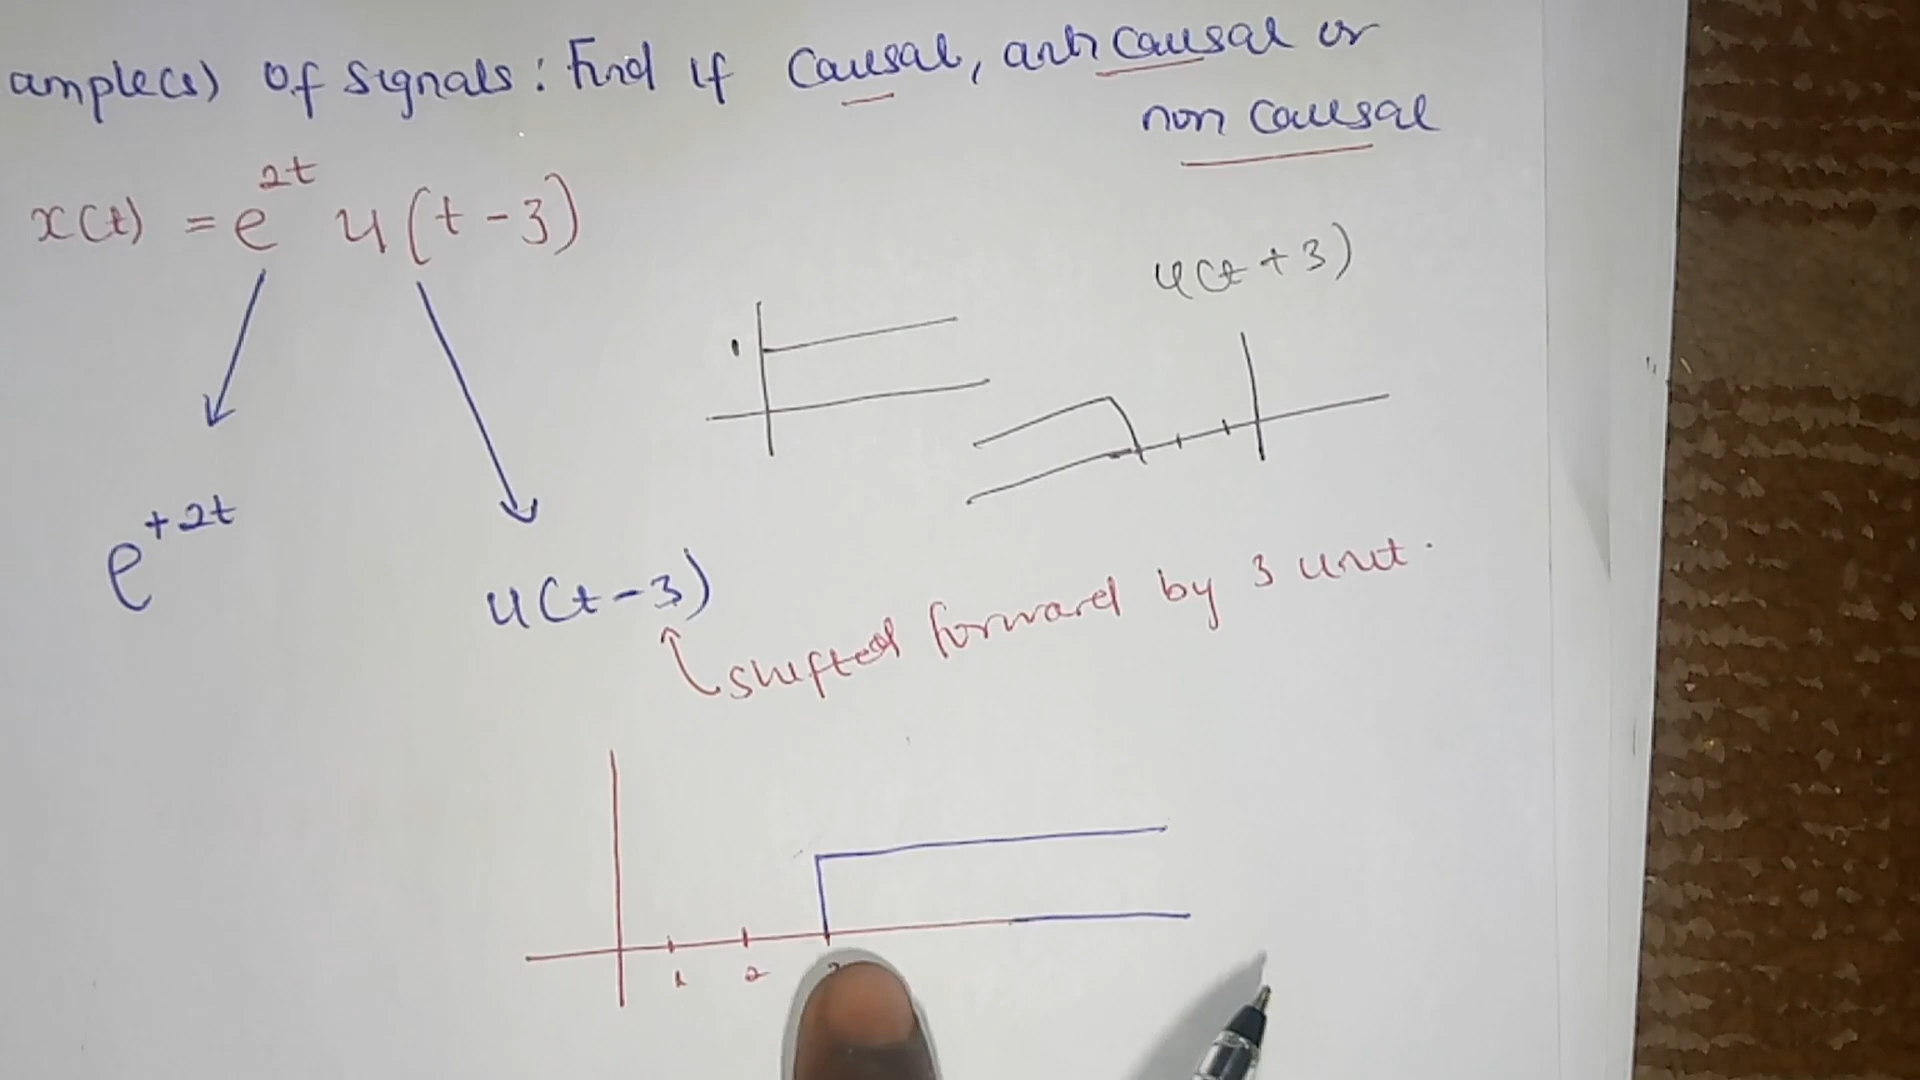 ample(s) of signals: Find if Causal, anti causal or
non causal
x(t) = e^2t u(t-3)
u(t+3)
e^+2t
u(t-3)
shifted forward by 3 unit.
1 2